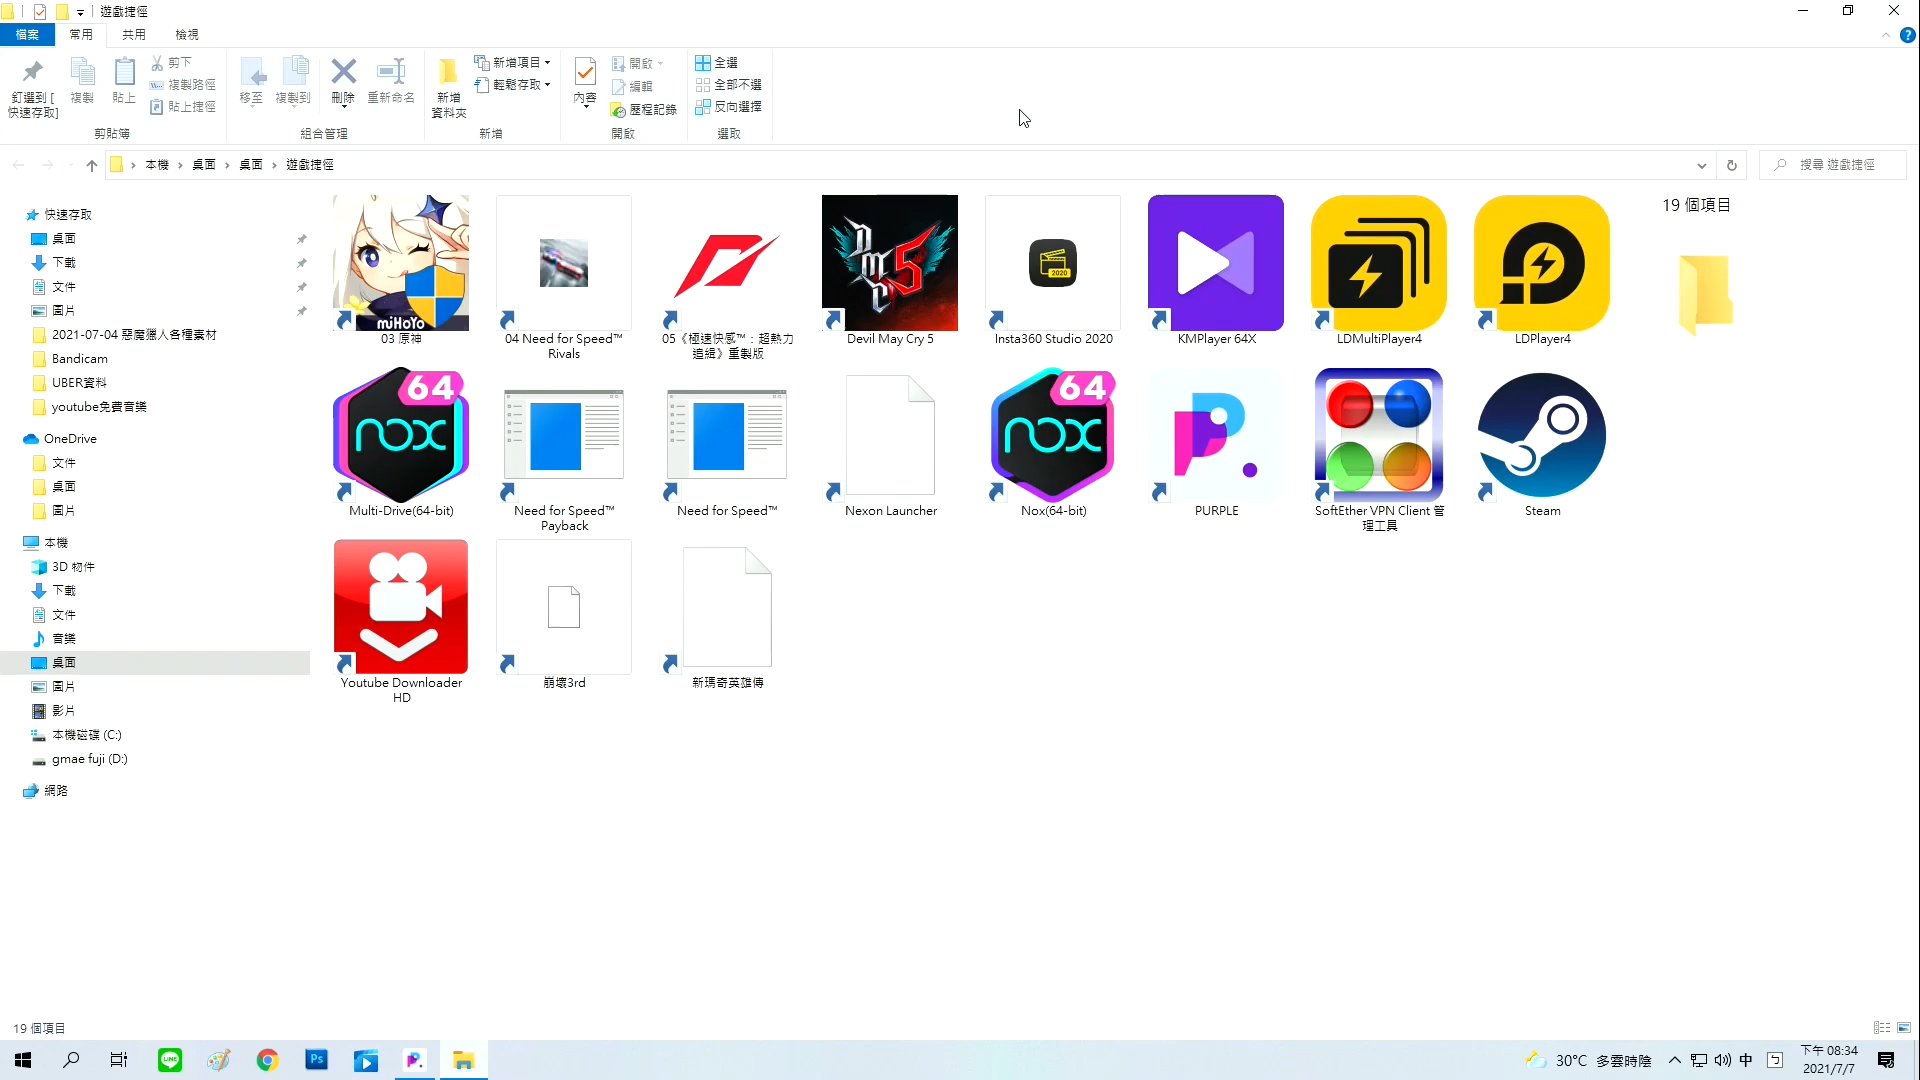 遊戲捷徑
檔案 常用 共用 檢視
釘選到 [
快速存取]
複製
貼上
剪下
複製路徑
貼上捷徑
剪貼簿
移至
複製到
刪除
重新命名
組合管理
新增
資料夾
新增項目
輕鬆存取
新增
內容
開啟
編輯
歷程記錄
開啟
全選
全部不選
反向選擇
選取
本機 › 桌面 › 桌面 › 遊戲捷徑
搜尋 遊戲捷徑
快速存取
桌面
下載
文件
圖片
2021-07-04 惡魔獵人各種素材
Bandicam
UBER資料
youtube免費音樂
OneDrive
文件
桌面
圖片
本機
3D 物件
下載
文件
音樂
桌面
圖片
影片
本機磁碟 (C:)
gmae fuji (D:)
網路
miHoYo
03 原神
04 Need for Speed™
Rivals
05《極速快感™：超熱力
追緝》重製版
DMC5
Devil May Cry 5
2020
Insta360 Studio 2020
KMPlayer 64X
LDMultiPlayer4
LDPlayer4
19 個項目
64
nox
Multi-Drive(64-bit)
Need for Speed™
Payback
Need for Speed™
Nexon Launcher
64
nox
Nox(64-bit)
PURPLE
SoftEther VPN Client 管
理工具
Steam
Youtube Downloader
HD
崩壞3rd
新瑪奇英雄傳
19 個項目
LINE
Ps
30°C 多雲時陰
中
下午 08:34
2021/7/7